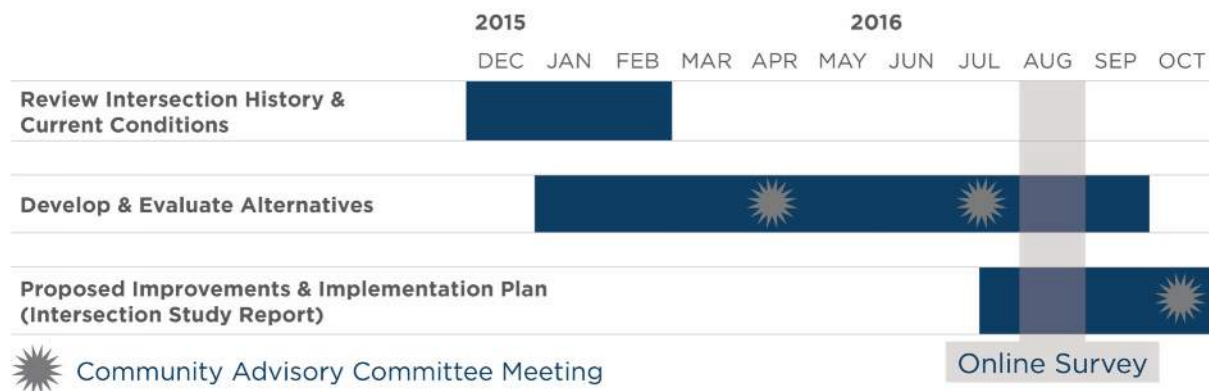 2015 2016
DEC JAN FEB MAR APR MAY JUN JUL AUG SEP OCT
Review Intersection History &
Current Conditions
Develop & Evaluate Alternatives
Proposed Improvements & Implementation Plan
(Intersection Study Report)
Community Advisory Committee Meeting
Online Survey